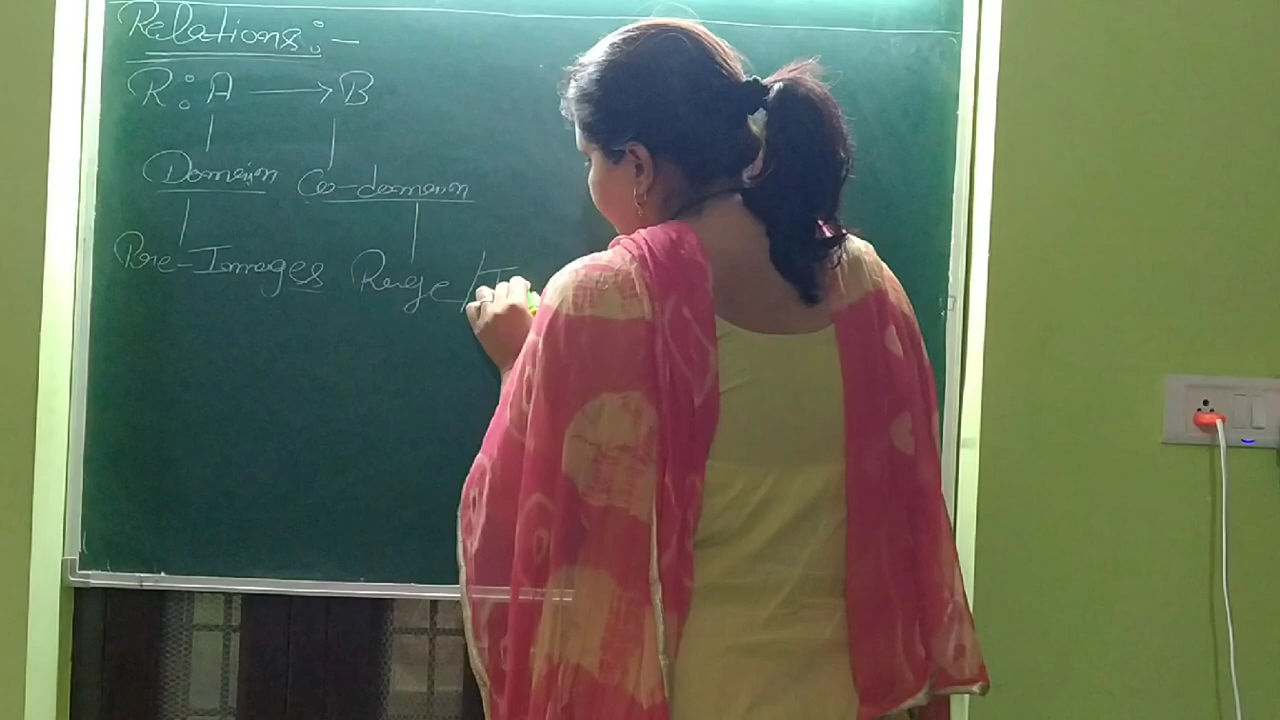 Relations:-
R: A → B
Domain Co-domain
Pre-Images Range/I